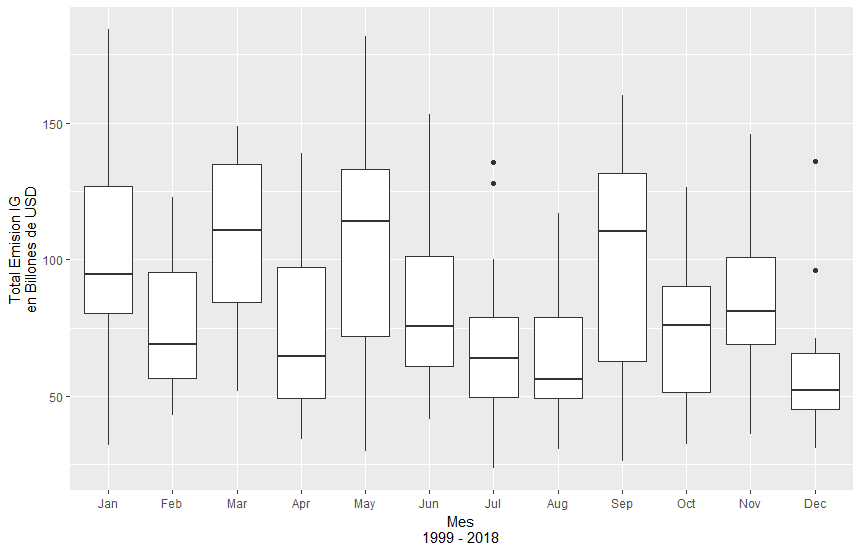 Total Emision IG
en Billones de USD
150
100
50
Jan Feb Mar Apr May Jun Jul Aug Sep Oct Nov Dec
Mes
1999 - 2018